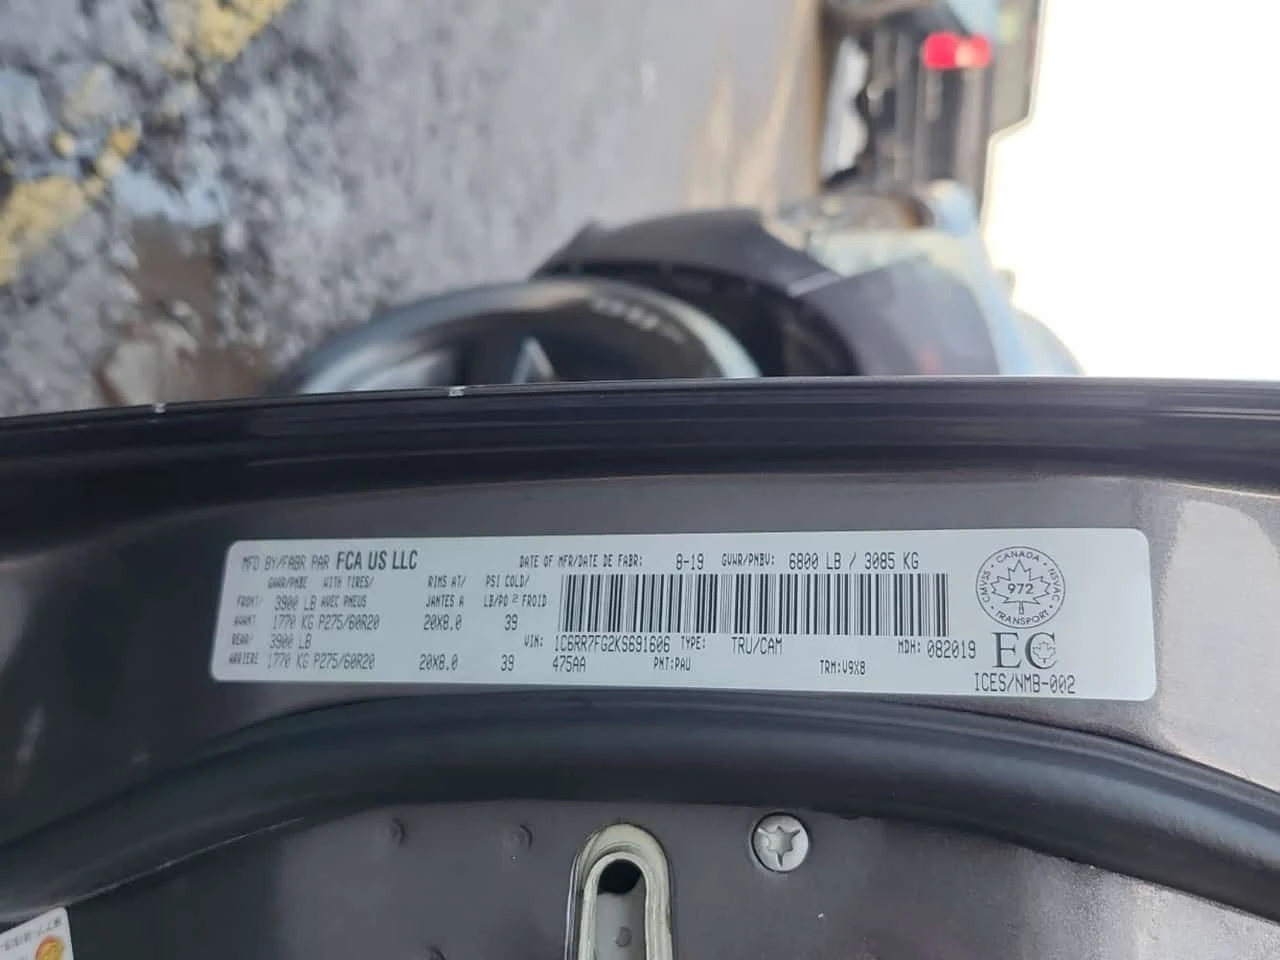 MFD BY/FABR PAR FCA US LLC DATE OF MFR/DATE DE FABR: 8-19 GVWR/PNBV: 6800 LB / 3085 KG
GAWR/PNBE WITH TIRES/ RIMS AT/ PSI COLD/
FRONT/ 3900 LB AVEC PNEUS JANTES A LB/PO² FROID
AVANT 1770 KG P275/60R20 20X8.0 39
REAR/ 3900 LB VIN: 1C6RR7FG2KS691606 TYPE: TRU/CAM MDH: 082019
ARRIERE 1770 KG P275/60R20 20X8.0 39 475AA PNT:PAU TRM:V9X8
CANADA
CMVSS 972 NSVAC
TRANSPORT
EC
ICES/NMB-002